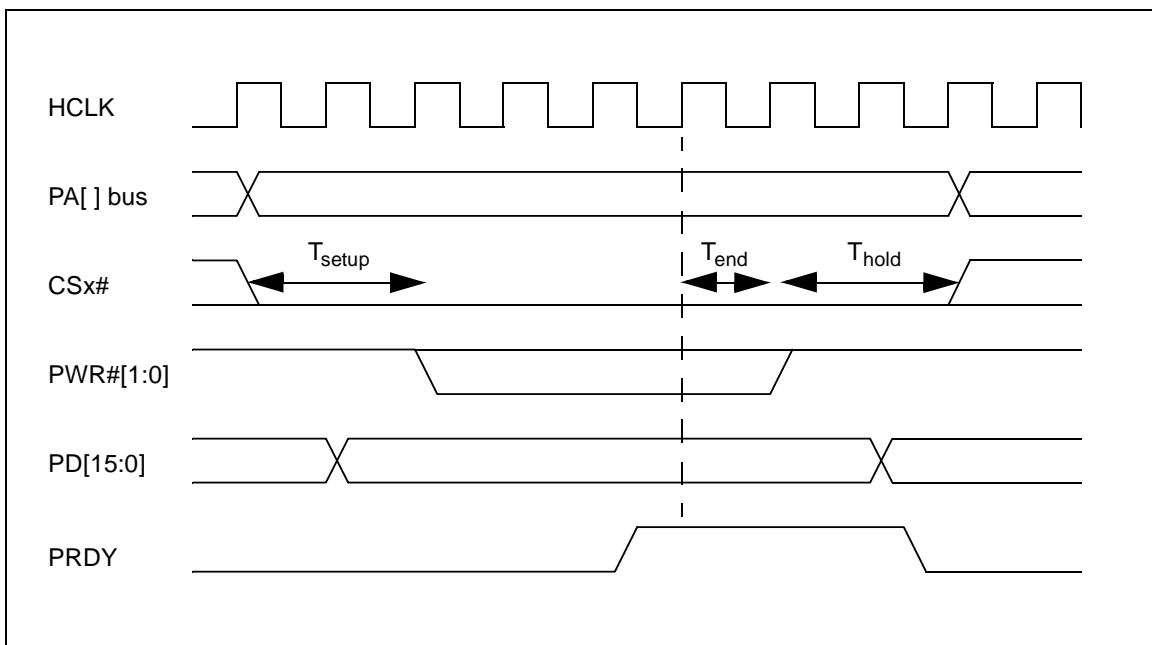 HCLK
PA[ ] bus
CSx#
Tsetup
Tend
Thold
PWR#[1:0]
PD[15:0]
PRDY